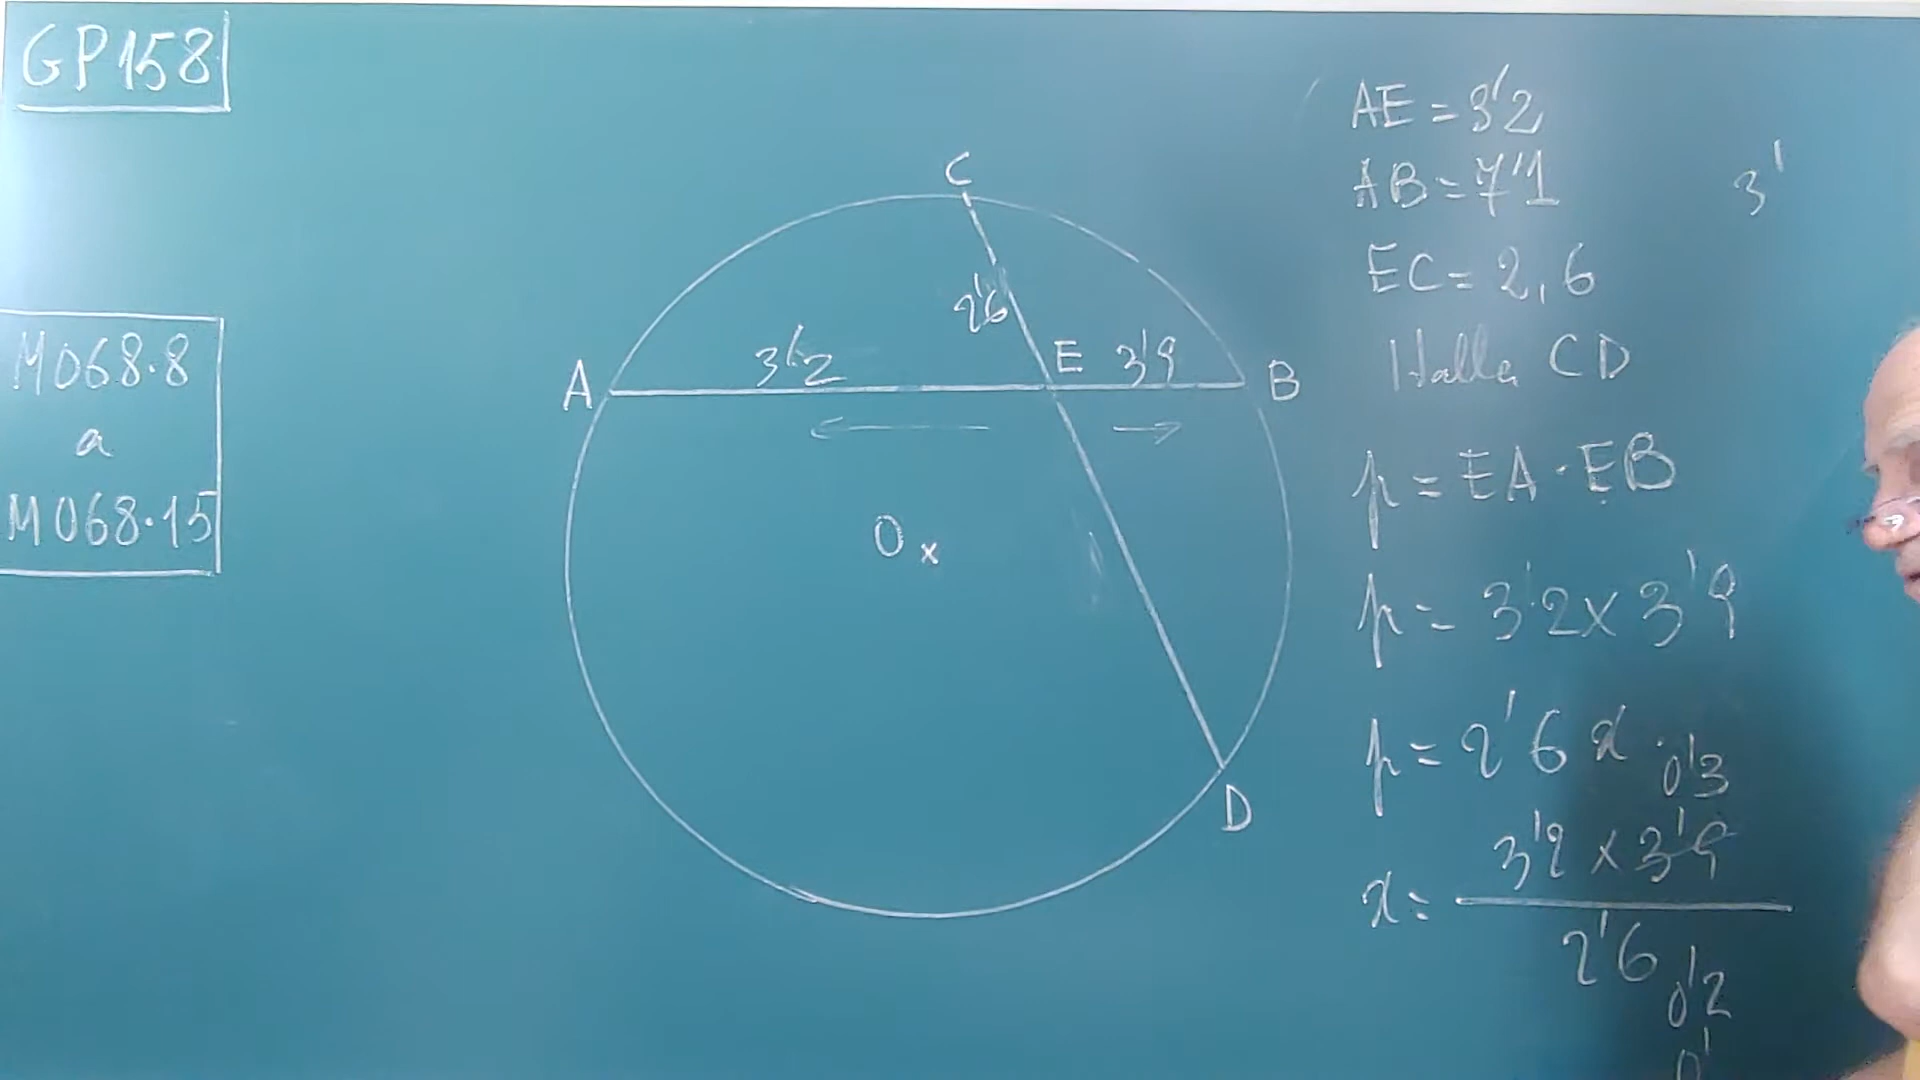 GP158
M068.8
a
M068.15
C
2'6
A
3'2
E
3'9
B
O x
D
AE = 3'2
AB = 7'1
3'
EC = 2,6
Halla CD
p = EA · EB
p = 3'2 x 3'9
p = 2'6 x
0'3
3'2 x 3'9
x =
2'6
0'2
0'